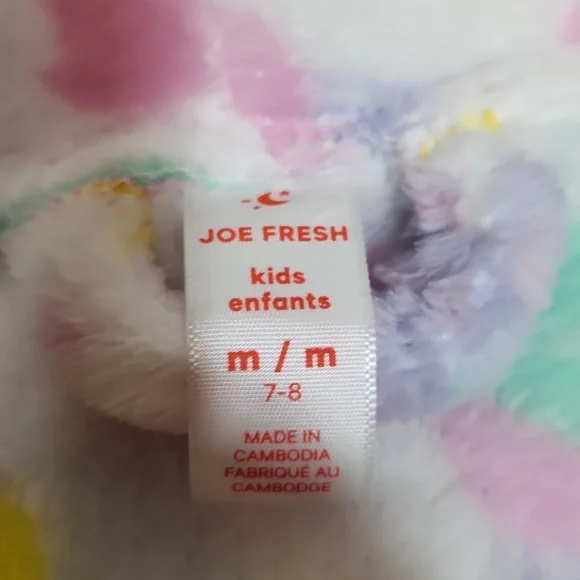 JOE FRESH
kids
enfants
m / m
7-8
MADE IN
CAMBODIA
FABRIQUÉ AU
CAMBODGE